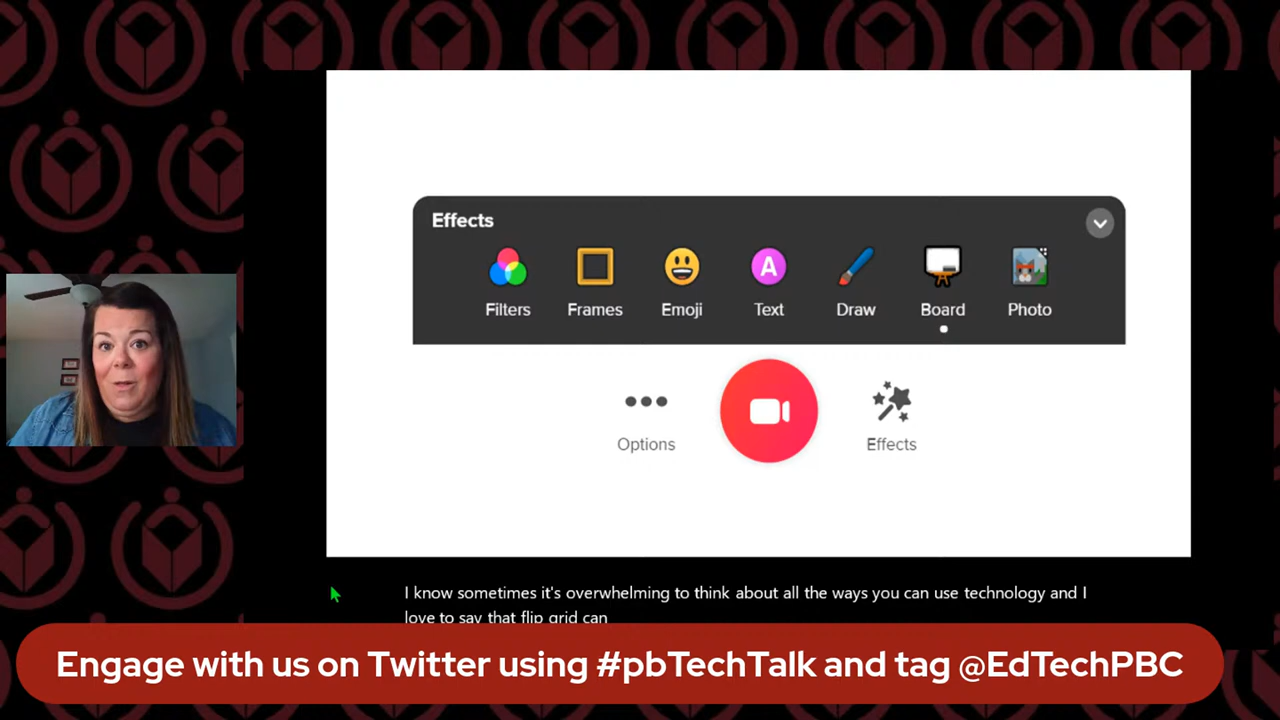 Effects
Filters Frames Emoji Text Draw Board Photo
A
Options Effects
I know sometimes it's overwhelming to think about all the ways you can use technology and I
love to say that flip grid can
Engage with us on Twitter using #pbTechTalk and tag @EdTechPBC